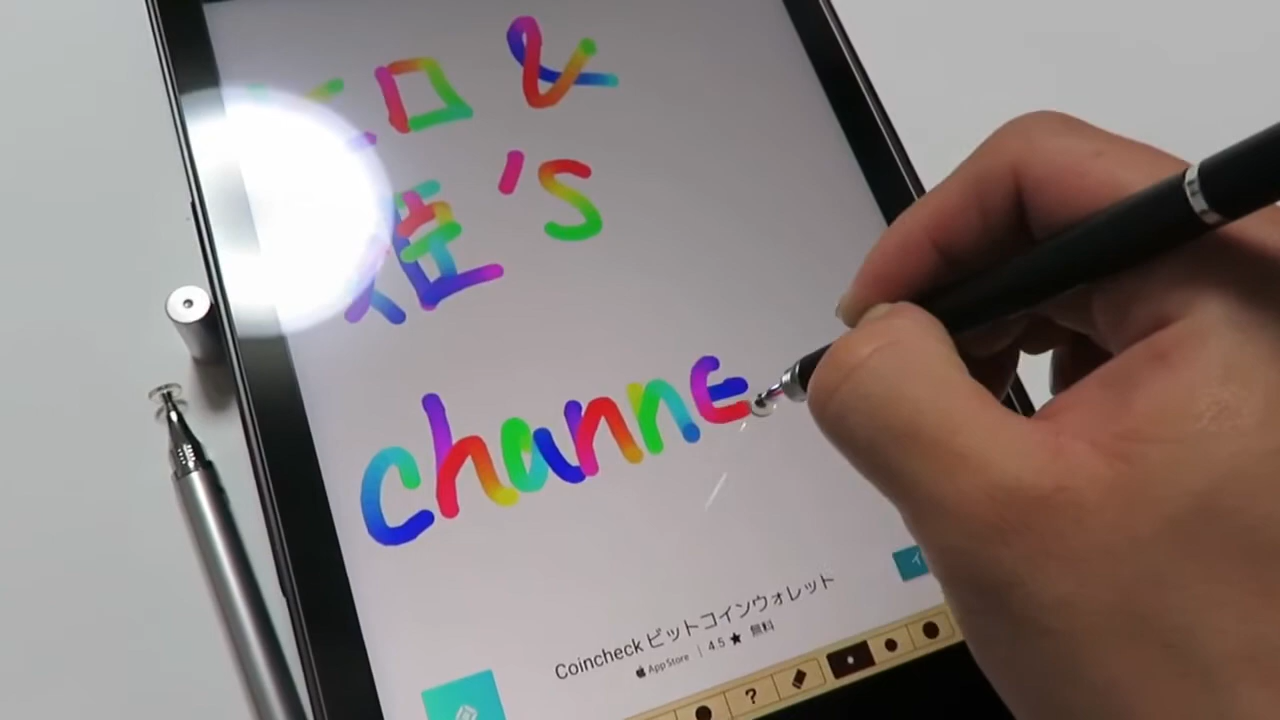 ロ &
's
channe
Coincheck ビットコインウォレット
App Store | 4.5 ★ 無料
?